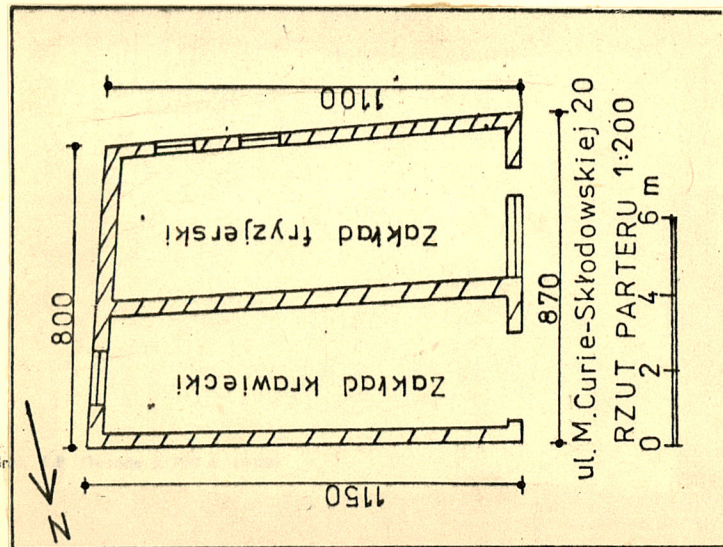 1100
Zakład fryzjerski
800
Zakład krawiecki
870
1150
ul. M. Curie-Skłodowskiej 20
RZUT PARTERU 1:200
0 2 4 6 m
N